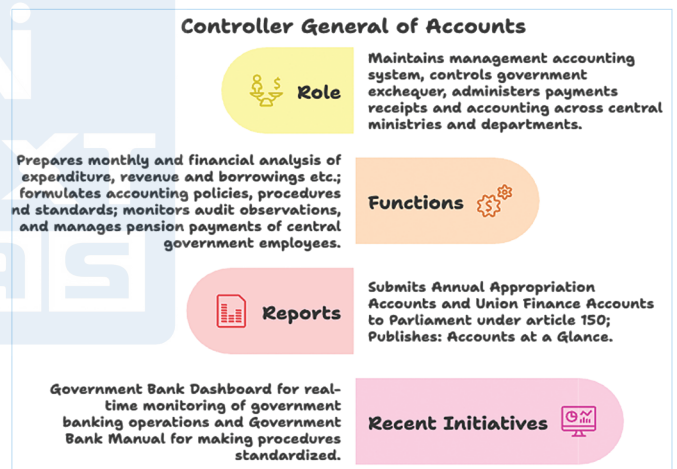 Controller General of Accounts
Role
Maintains management accounting
system, controls government
exchequer, administers payments
receipts and accounting across central
ministries and departments.
Prepares monthly and financial analysis of
expenditure, revenue and borrowings etc.;
formulates accounting policies, procedures
nd standards; monitors audit observations,
and manages pension payments of central
government employees.
Functions
Reports
Submits Annual Appropriation
Accounts and Union Finance Accounts
to Parliament under article 150;
Publishes: Accounts at a Glance.
Government Bank Dashboard for real-
time monitoring of government
banking operations and Government
Bank Manual for making procedures
standardized.
Recent Initiatives